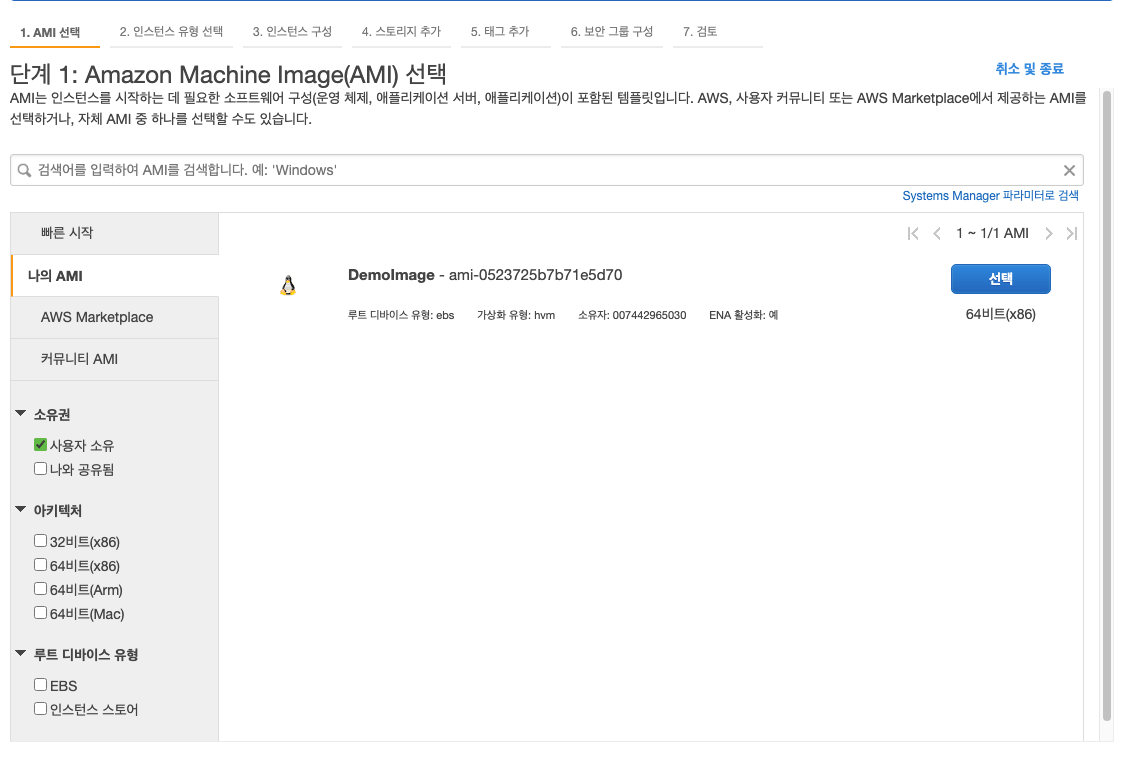 1. AMI 선택 2. 인스턴스 유형 선택 3. 인스턴스 구성 4. 스토리지 추가 5. 태그 추가 6. 보안 그룹 구성 7. 검토
단계 1: Amazon Machine Image(AMI) 선택
취소 및 종료
AMI는 인스턴스를 시작하는 데 필요한 소프트웨어 구성(운영 체제, 애플리케이션 서버, 애플리케이션)이 포함된 템플릿입니다. AWS, 사용자 커뮤니티 또는 AWS Marketplace에서 제공하는 AMI를
선택하거나, 자체 AMI 중 하나를 선택할 수도 있습니다.
검색어를 입력하여 AMI를 검색합니다. 예: 'Windows'
Systems Manager 파라미터로 검색
빠른 시작
나의 AMI
AWS Marketplace
커뮤니티 AMI
소유권
사용자 소유
나와 공유됨
아키텍처
32비트(x86)
64비트(x86)
64비트(Arm)
64비트(Mac)
루트 디바이스 유형
EBS
인스턴스 스토어
1 ~ 1/1 AMI
DemoImage - ami-0523725b7b71e5d70
선택
루트 디바이스 유형: ebs 가상화 유형: hvm 소유자: 007442965030 ENA 활성화: 예
64비트(x86)